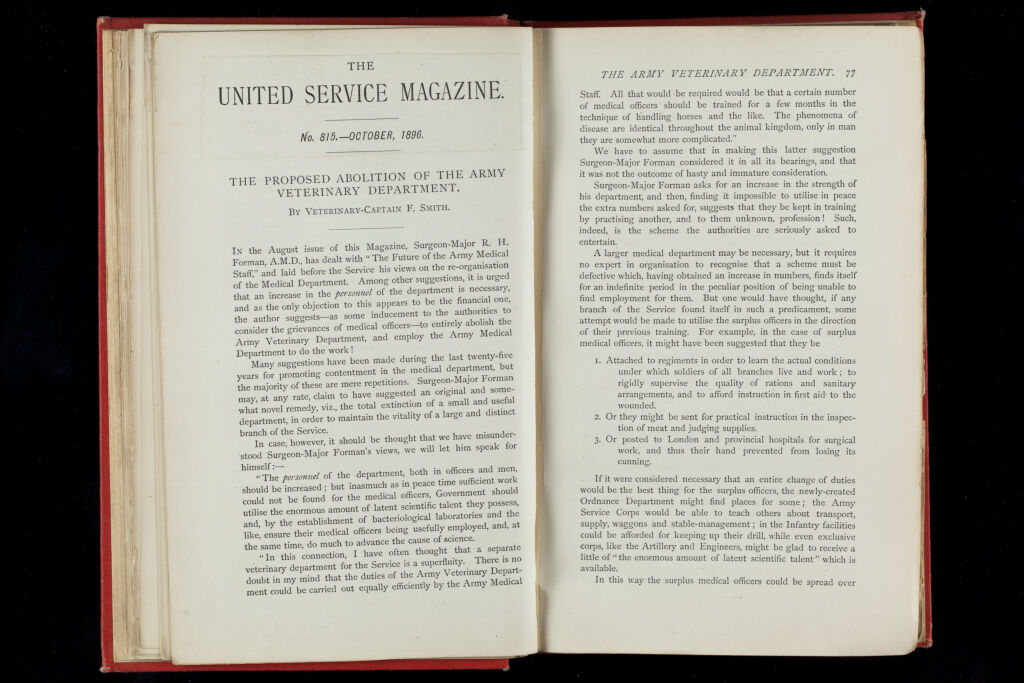 THE
UNITED SERVICE MAGAZINE.
No. 815.—OCTOBER, 1896.
THE PROPOSED ABOLITION OF THE ARMY
VETERINARY DEPARTMENT.
BY VETERINARY-CAPTAIN F. SMITH.
IN the August issue of this Magazine, Surgeon-Major R. H.
Forman, A.M.D., has dealt with "The Future of the Army Medical
Staff," and laid before the Service his views on the re-organisation
of the Medical Department. Among other suggestions, it is urged
that an increase in the personnel of the department is necessary,
and as the only objection to this appears to be the financial one,
the author suggests—as some inducement to the authorities to
consider the grievances of medical officers—to entirely abolish the
Army Veterinary Department, and employ the Army Medical
Department to do the work!
Many suggestions have been made during the last twenty-five
years for promoting contentment in the medical department, but
the majority of these are mere repetitions. Surgeon-Major Forman
may, at any rate, claim to have suggested an original and some-
what novel remedy, viz., the total extinction of a small and useful
department, in order to maintain the vitality of a large and distinct
branch of the Service.
In case, however, it should be thought that we have misunder-
stood Surgeon-Major Forman's views, we will let him speak for
himself:—
"The personnel of the department, both in officers and men,
should be increased; but inasmuch as in peace time sufficient work
could not be found for the medical officers, Government should
utilise the enormous amount of latent scientific talent they possess,
and, by the establishment of bacteriological laboratories and the
like, ensure their medical officers being usefully employed, and, at
the same time, do much to advance the cause of science.
"In this connection, I have often thought that a separate
veterinary department for the Service is a superfluity. There is no
doubt in my mind that the duties of the Army Veterinary Depart-
ment could be carried out equally efficiently by the Army Medical
THE ARMY VETERINARY DEPARTMENT. 77
Staff. All that would be required would be that a certain number
of medical officers should be trained for a few months in the
technique of handling horses and the like. The phenomena of
disease are identical throughout the animal kingdom, only in man
they are somewhat more complicated."
We have to assume that in making this latter suggestion
Surgeon-Major Forman considered it in all its bearings, and that
it was not the outcome of hasty and immature consideration.
Surgeon-Major Forman asks for an increase in the strength of
his department, and then, finding it impossible to utilise in peace
the extra numbers asked for, suggests that they be kept in training
by practising another, and to them unknown, profession! Such,
indeed, is the scheme the authorities are seriously asked to
entertain.
A larger medical department may be necessary, but it requires
no expert in organisation to recognise that a scheme must be
defective which, having obtained an increase in numbers, finds itself
for an indefinite period in the peculiar position of being unable to
find employment for them. But one would have thought, if any
branch of the Service found itself in such a predicament, some
attempt would be made to utilise the surplus officers in the direction
of their previous training. For example, in the case of surplus
medical officers, it might have been suggested that they be
1. Attached to regiments in order to learn the actual conditions
under which soldiers of all branches live and work; to
rigidly supervise the quality of rations and sanitary
arrangements, and to afford instruction in first aid to the
wounded.
2. Or they might be sent for practical instruction in the inspec-
tion of meat and judging supplies.
3. Or posted to London and provincial hospitals for surgical
work, and thus their hand prevented from losing its
cunning.
If it were considered necessary that an entire change of duties
would be the best thing for the surplus officers, the newly-created
Ordnance Department might find places for some; the Army
Service Corps would be able to teach others about transport,
supply, waggons and stable-management; in the Infantry facilities
could be afforded for keeping up their drill, while even exclusive
corps, like the Artillery and Engineers, might be glad to receive a
little of "the enormous amount of latent scientific talent" which is
available.
In this way the surplus medical officers could be spread over